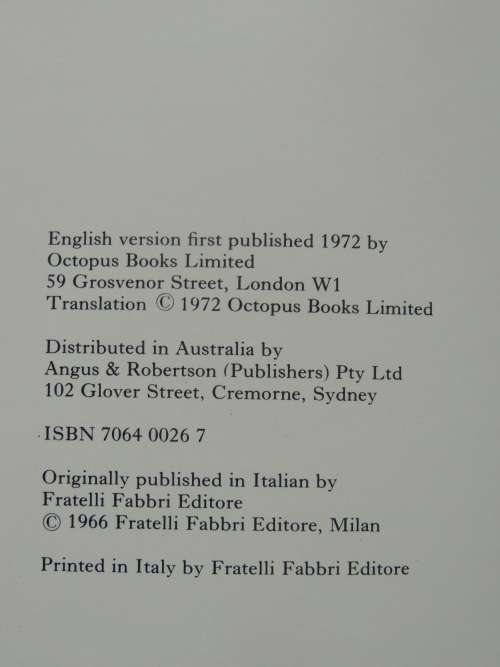 English version first published 1972 by
Octopus Books Limited
59 Grosvenor Street, London W1
Translation © 1972 Octopus Books Limited
Distributed in Australia by
Angus & Robertson (Publishers) Pty Ltd
102 Glover Street, Cremorne, Sydney
ISBN 7064 0026 7
Originally published in Italian by
Fratelli Fabbri Editore
© 1966 Fratelli Fabbri Editore, Milan
Printed in Italy by Fratelli Fabbri Editore